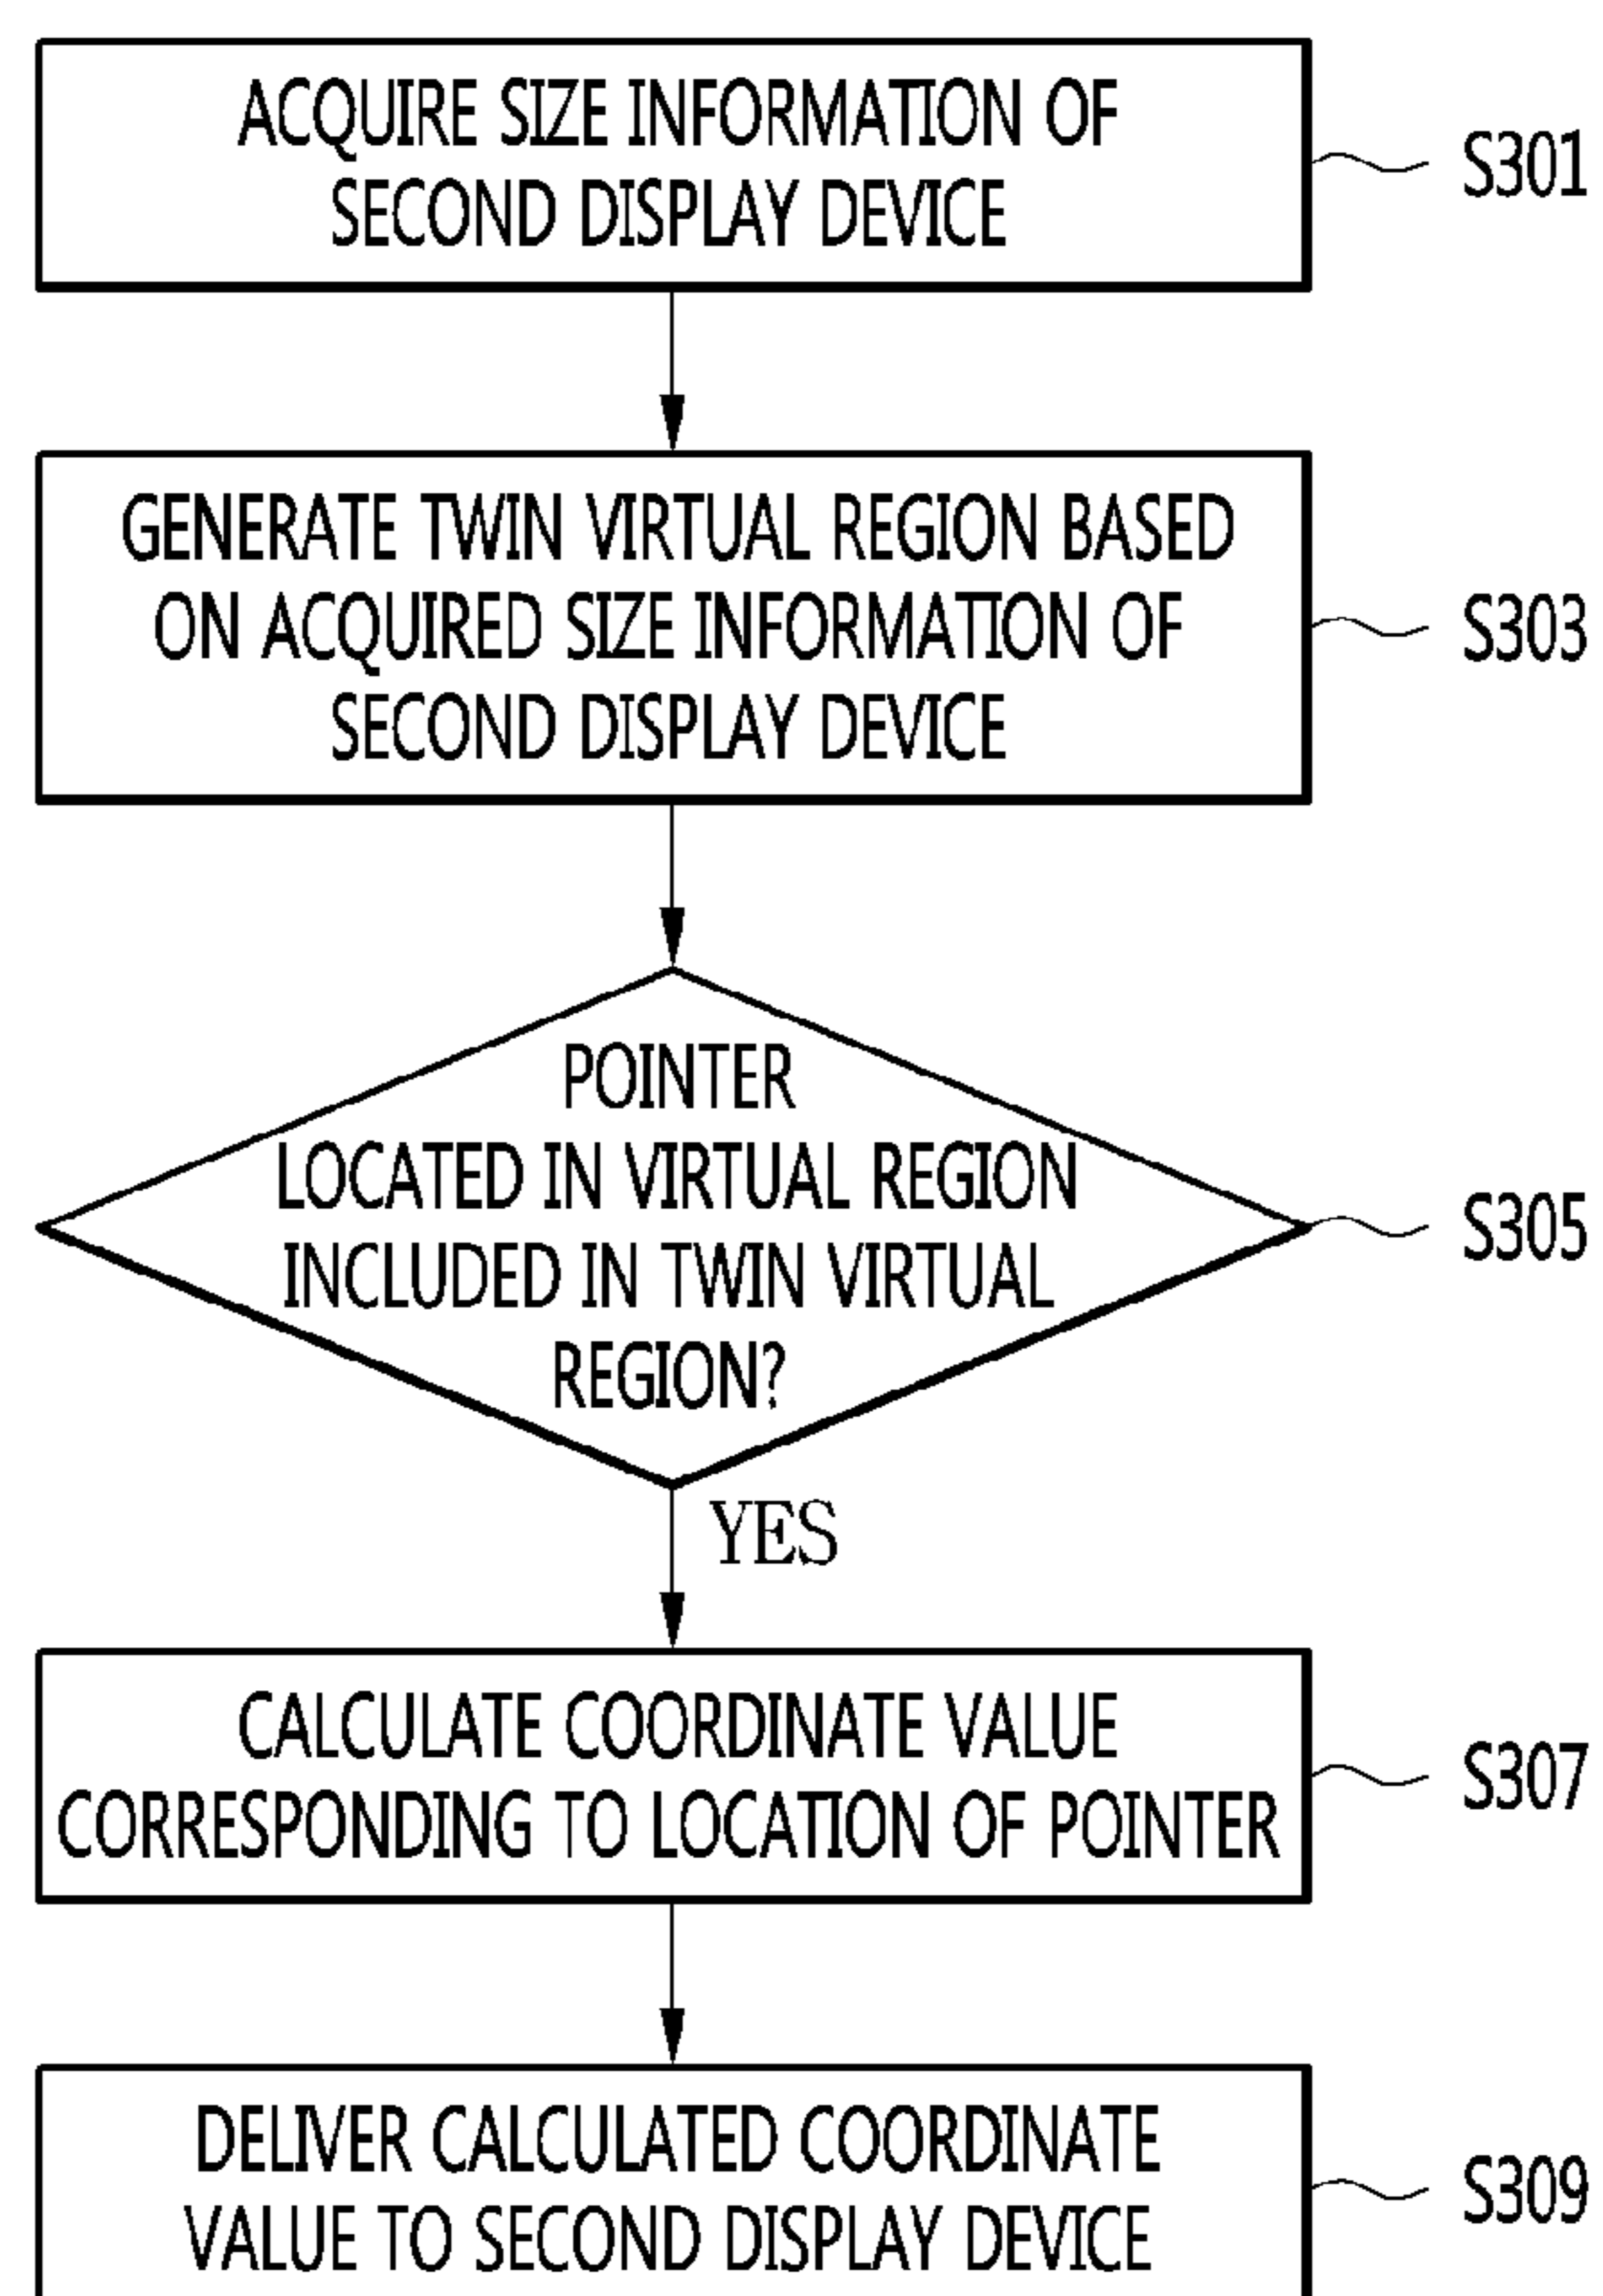 ACQUIRE SIZE INFORMATION OF
SECOND DISPLAY DEVICE
S301
GENERATE TWIN VIRTUAL REGION BASED
ON ACQUIRED SIZE INFORMATION OF
SECOND DISPLAY DEVICE
S303
POINTER
LOCATED IN VIRTUAL REGION
INCLUDED IN TWIN VIRTUAL
REGION?
S305
YES
CALCULATE COORDINATE VALUE
CORRESPONDING TO LOCATION OF POINTER
S307
DELIVER CALCULATED COORDINATE
VALUE TO SECOND DISPLAY DEVICE
S309